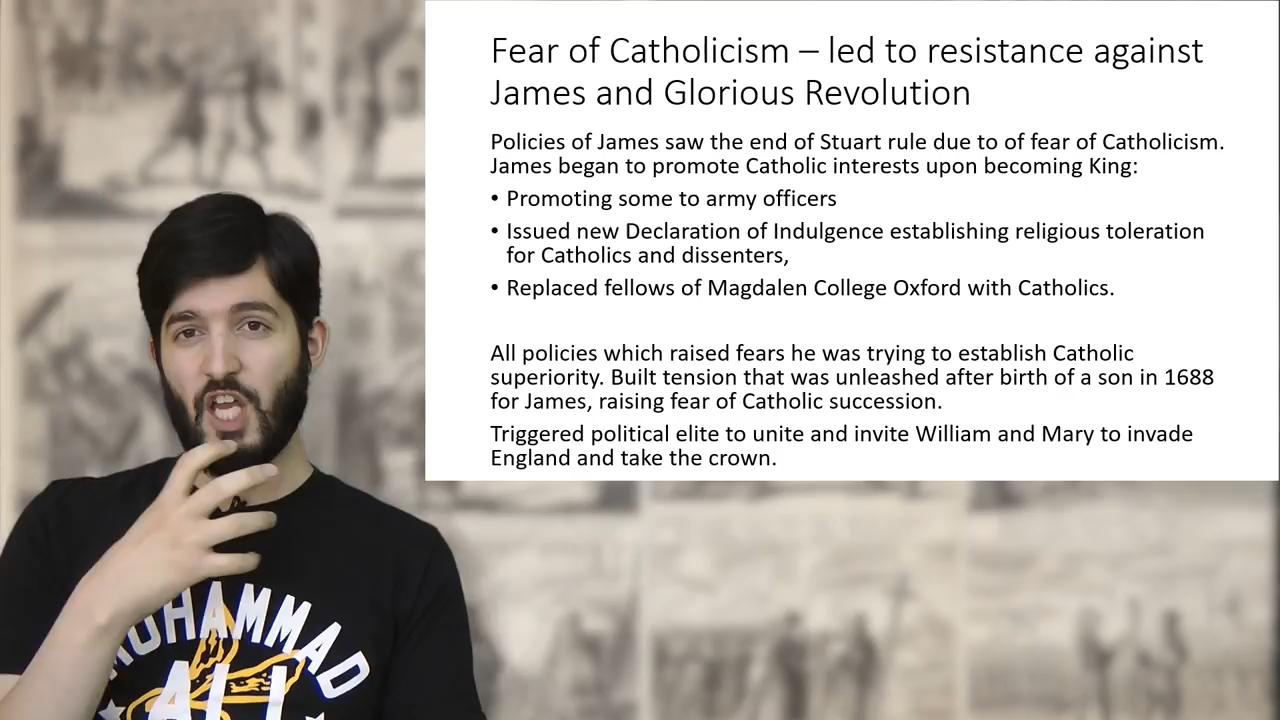 Fear of Catholicism – led to resistance against
James and Glorious Revolution
Policies of James saw the end of Stuart rule due to of fear of Catholicism.
James began to promote Catholic interests upon becoming King:
• Promoting some to army officers
• Issued new Declaration of Indulgence establishing religious toleration
for Catholics and dissenters,
• Replaced fellows of Magdalen College Oxford with Catholics.
All policies which raised fears he was trying to establish Catholic
superiority. Built tension that was unleashed after birth of a son in 1688
for James, raising fear of Catholic succession.
Triggered political elite to unite and invite William and Mary to invade
England and take the crown.
MUHAMMAD
ALI